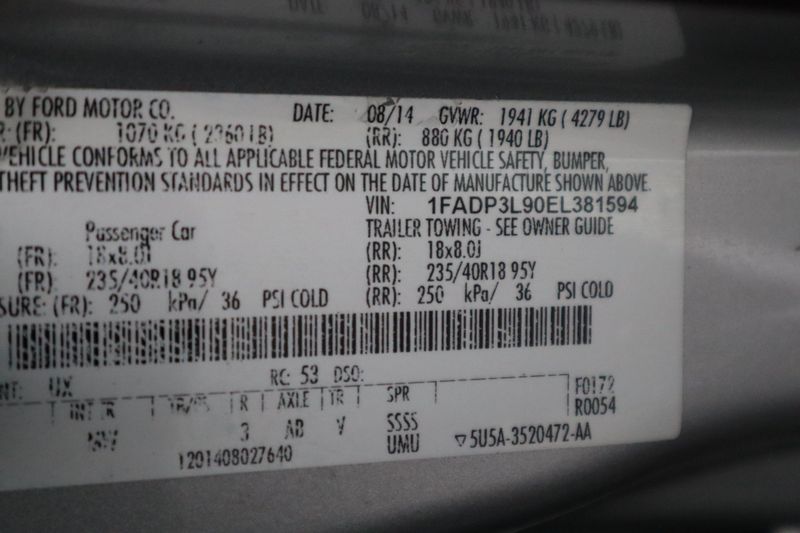 BY FORD MOTOR CO. DATE: 08/14 GVWR: 1941 KG ( 4279 LB)
(FR): 1070 KG ( 2360 LB) (RR): 880 KG ( 1940 LB)
VEHICLE CONFORMS TO ALL APPLICABLE FEDERAL MOTOR VEHICLE SAFETY, BUMPER,
THEFT PREVENTION STANDARDS IN EFFECT ON THE DATE OF MANUFACTURE SHOWN ABOVE.
VIN: 1FADP3L90EL381594
Passenger Car TRAILER TOWING - SEE OWNER GUIDE
(FR): 18x8.0J (RR): 18x8.0J
(FR) 235/40R18 95Y (RR): 235/40R18 95Y
SURE: (FR): 250 kPa/ 36 PSI COLD (RR): 250 kPa/ 36 PSI COLD
NT: UX RC: 53 DSO:
INT TR R AXLE TR SPR F0172
3 AB V SSSS R0054
UMU ▽5U5A-3520472-AA
1201408027640